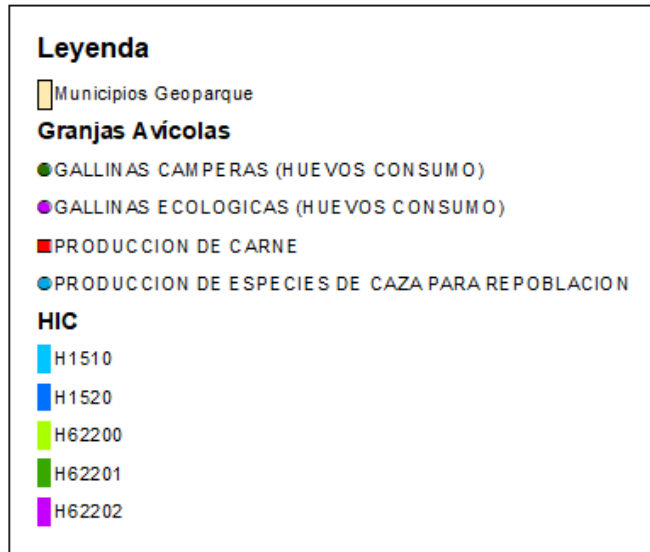 Leyenda
Municipios Geoparque
Granjas Avícolas
GALLINAS CAMPERAS (HUEVOS CONSUMO)
GALLINAS ECOLOGICAS (HUEVOS CONSUMO)
PRODUCCION DE CARNE
PRODUCCION DE ESPECIES DE CAZA PARA REPOBLACION
HIC
H1510
H1520
H62200
H62201
H62202